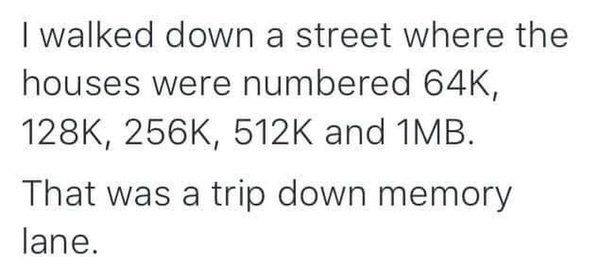 I walked down a street where the
houses were numbered 64K,
128K, 256K, 512K and 1MB.
That was a trip down memory
lane.